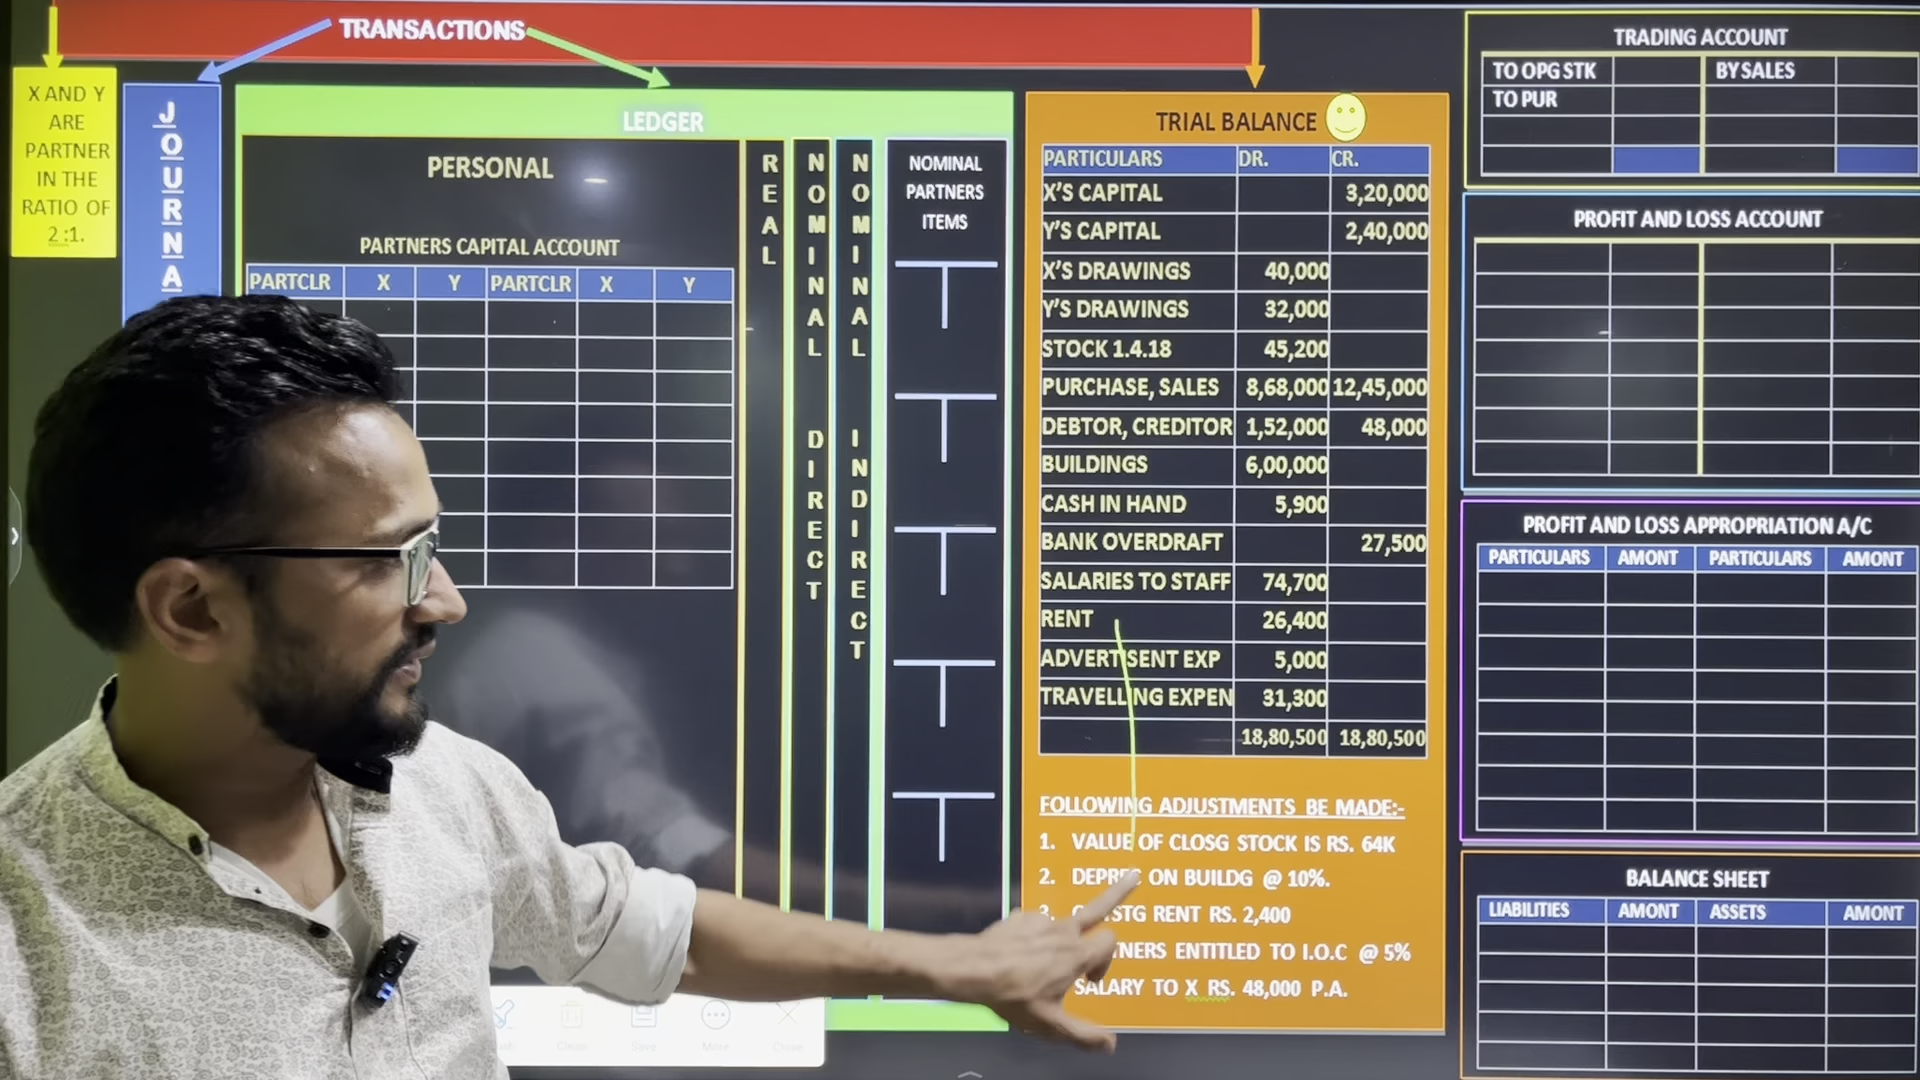 TRANSACTIONS
X AND Y
ARE
PARTNER
IN THE
RATIO OF
2 :1.
J
O
U
R
N
A
LEDGER
PERSONAL
PARTNERS CAPITAL ACCOUNT
PARTCLR X Y PARTCLR X Y
REAL
NOMINAL DIRECT
NOMINAL INDIRECT
NOMINAL
PARTNERS
ITEMS
TRIAL BALANCE
PARTICULARS DR. CR.
X'S CAPITAL 3,20,000
Y'S CAPITAL 2,40,000
X'S DRAWINGS 40,000
Y'S DRAWINGS 32,000
STOCK 1.4.18 45,200
PURCHASE, SALES 8,68,000 12,45,000
DEBTOR, CREDITOR 1,52,000 48,000
BUILDINGS 6,00,000
CASH IN HAND 5,900
BANK OVERDRAFT 27,500
SALARIES TO STAFF 74,700
RENT 26,400
ADVERTISENT EXP 5,000
TRAVELLING EXPEN 31,300
18,80,500 18,80,500
FOLLOWING ADJUSTMENTS BE MADE:-
1. VALUE OF CLOSG STOCK IS RS. 64K
2. DEPREC ON BUILDG @ 10%.
3. RENT RS. 2,400
ENTITLED TO I.O.C @ 5%
SALARY TO X RS. 48,000 P.A.
TRADING ACCOUNT
TO OPG STK BY SALES
TO PUR
PROFIT AND LOSS ACCOUNT
PROFIT AND LOSS APPROPRIATION A/C
PARTICULARS AMONT PARTICULARS AMONT
BALANCE SHEET
LIABILITIES AMONT ASSETS AMONT
Clean Save More Close